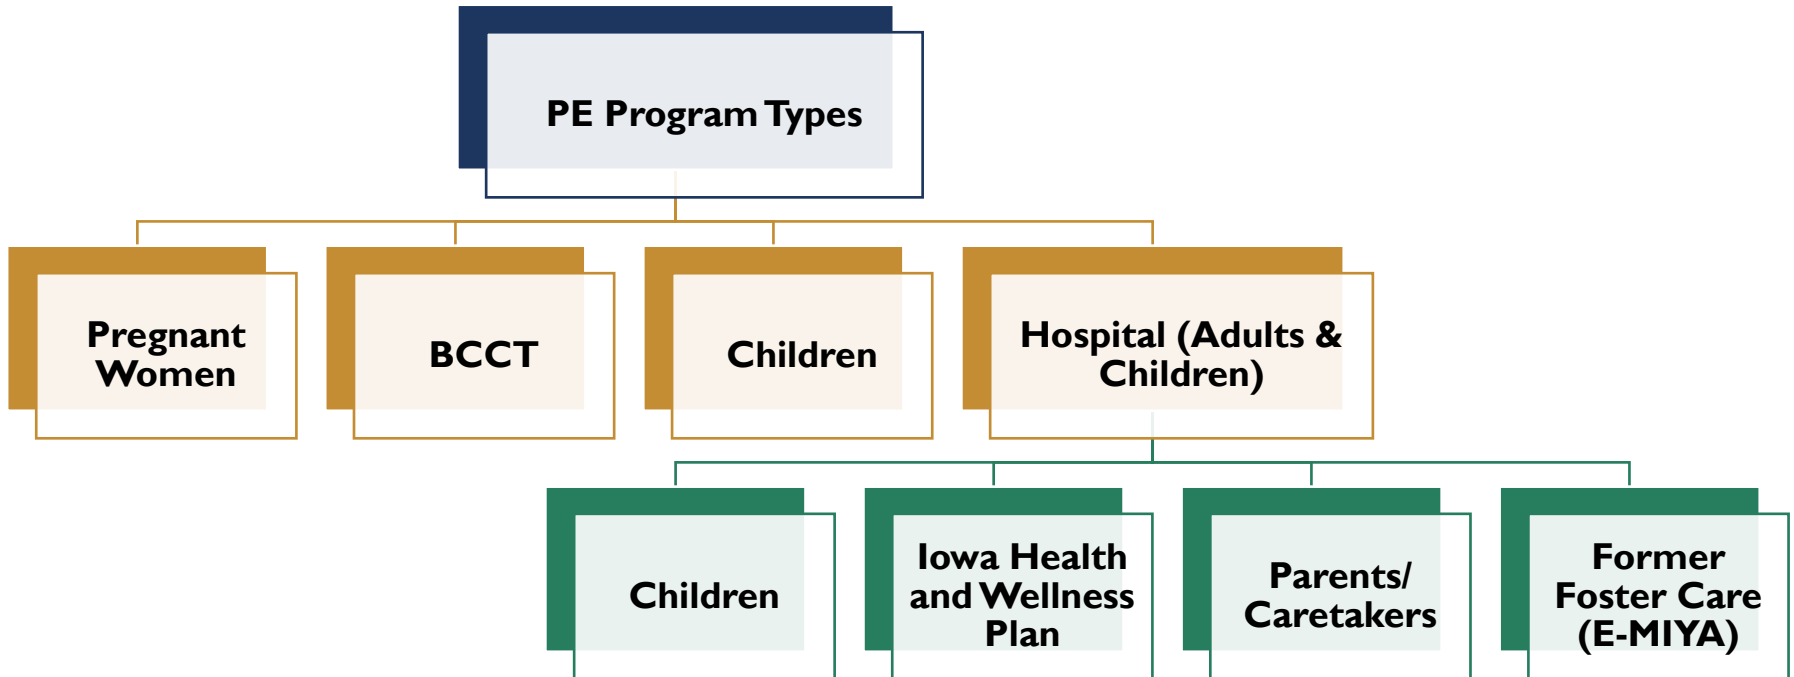 PE Program Types
Pregnant
Women
BCCT
Children
Hospital (Adults &
Children)
Children
Iowa Health
and Wellness
Plan
Parents/
Caretakers
Former
Foster Care
(E-MIYA)